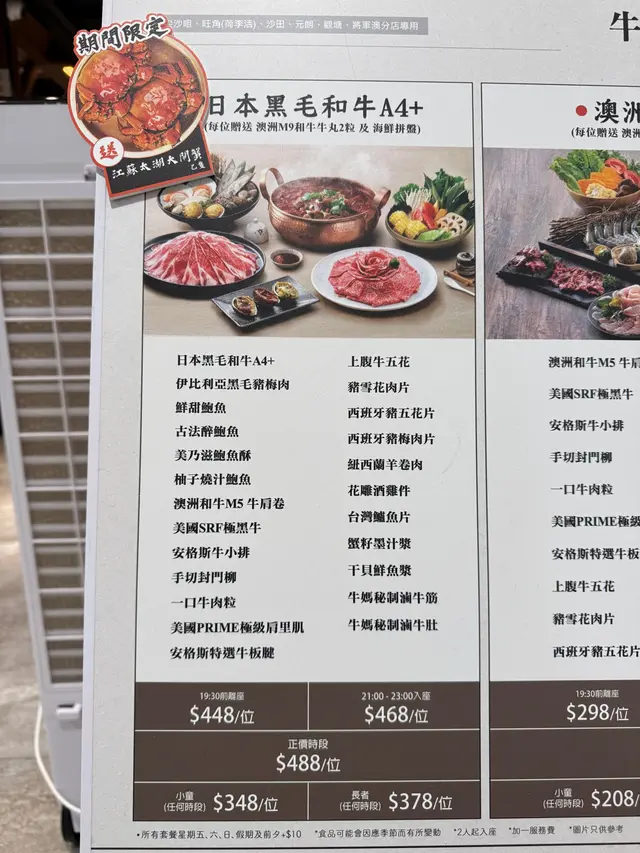 尖沙咀、旺角(荷李活)、沙田、元朗、觀塘、將軍澳分店專用
牛
期間限定
送
江蘇太湖大閘蟹
乙隻
日本黑毛和牛A4+
(每位贈送 澳洲M9和牛牛丸2粒 及 海鮮拼盤)
日本黑毛和牛A4+
伊比利亞黑毛豬梅肉
鮮甜鮑魚
古法醉鮑魚
美乃滋鮑魚酥
柚子燒汁鮑魚
澳洲和牛M5 牛肩卷
美國SRF極黑牛
安格斯牛小排
手切封門柳
一口牛肉粒
美國PRIME極級肩里肌
安格斯特選牛板腱
上腹牛五花
豬雪花肉片
西班牙豬五花片
西班牙豬梅肉片
紐西蘭羊卷肉
花雕酒雞件
台灣鱸魚片
蟹籽墨汁漿
干貝鮮魚漿
牛媽秘制滷牛筋
牛媽秘制滷牛肚
19:30前離座
$448/位
21:00 - 23:00入座
$468/位
正價時段
$488/位
小童
(任何時段) $348/位
長者
(任何時段) $378/位
• 澳洲
(每位贈送 澳洲
澳洲和牛M5 牛肩
美國SRF極黑牛
安格斯牛小排
手切封門柳
一口牛肉粒
美國PRIME極級
安格斯特選牛板
上腹牛五花
豬雪花肉片
西班牙豬五花片
19:30前離座
$298/位
小童
(任何時段) $208/
•所有套餐星期五、六、日、假期及前夕+$10 *食品可能會因應季節而有所變動 *2人起入座 *加一服務費 *圖片只供參考